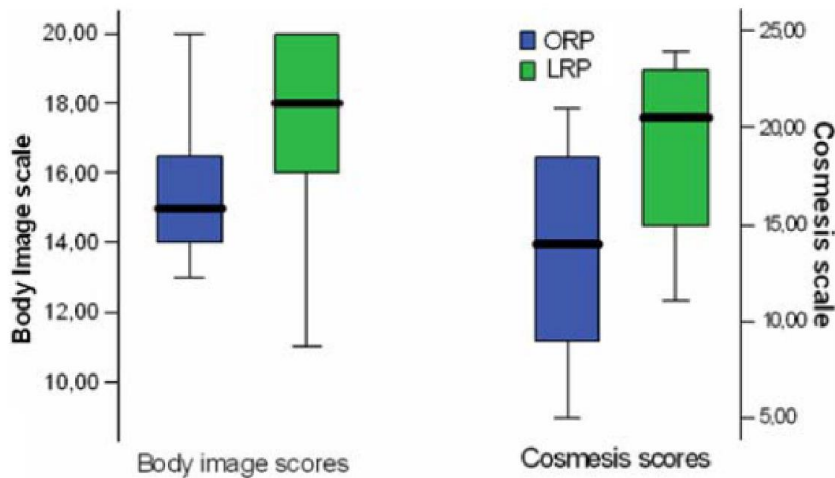 Body Image scale
20,00
18,00
16,00
14,00
12,00
10,00
Body image scores
ORP
LRP
25,00
20,00
15,00
10,00
5,00
Cosmesis scale
Cosmesis scores